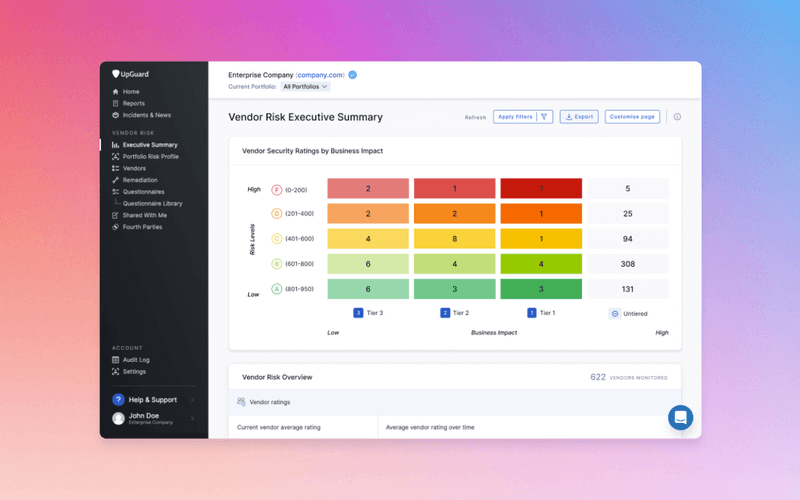 UpGuard
Home
Reports
Incidents & News
VENDOR RISK
Executive Summary
Portfolio Risk Profile
Vendors
Remediation
Questionnaires
Questionnaire Library
Shared With Me
Fourth Parties
ACCOUNT
Audit Log
Settings
? Help & Support
John Doe
Enterprise Company
Enterprise Company (company.com)
Current Portfolio: All Portfolios
Vendor Risk Executive Summary
Refresh Apply filters Export Customise page
Vendor Security Ratings by Business Impact
Risk Levels
High F (0-200) 2 1 1 5
D (201-400) 2 2 1 25
C (401-600) 4 8 1 94
B (601-800) 6 4 4 308
Low A (801-950) 6 3 3 131
3 Tier 3 2 Tier 2 1 Tier 1 Untiered
Low Business Impact High
Vendor Risk Overview 622 VENDORS MONITORED
Vendor ratings
Current vendor average rating Average vendor rating over time